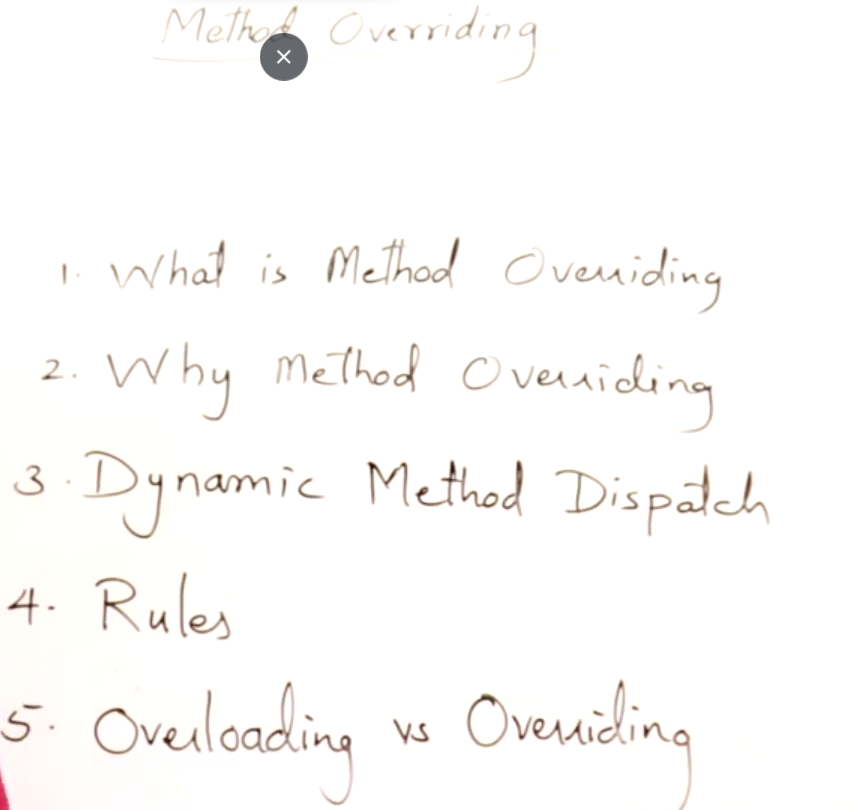 Method Overriding
1. What is Method Overriding
2. Why Method Overriding
3. Dynamic Method Dispatch
4. Rules
5. Overloading vs Overriding